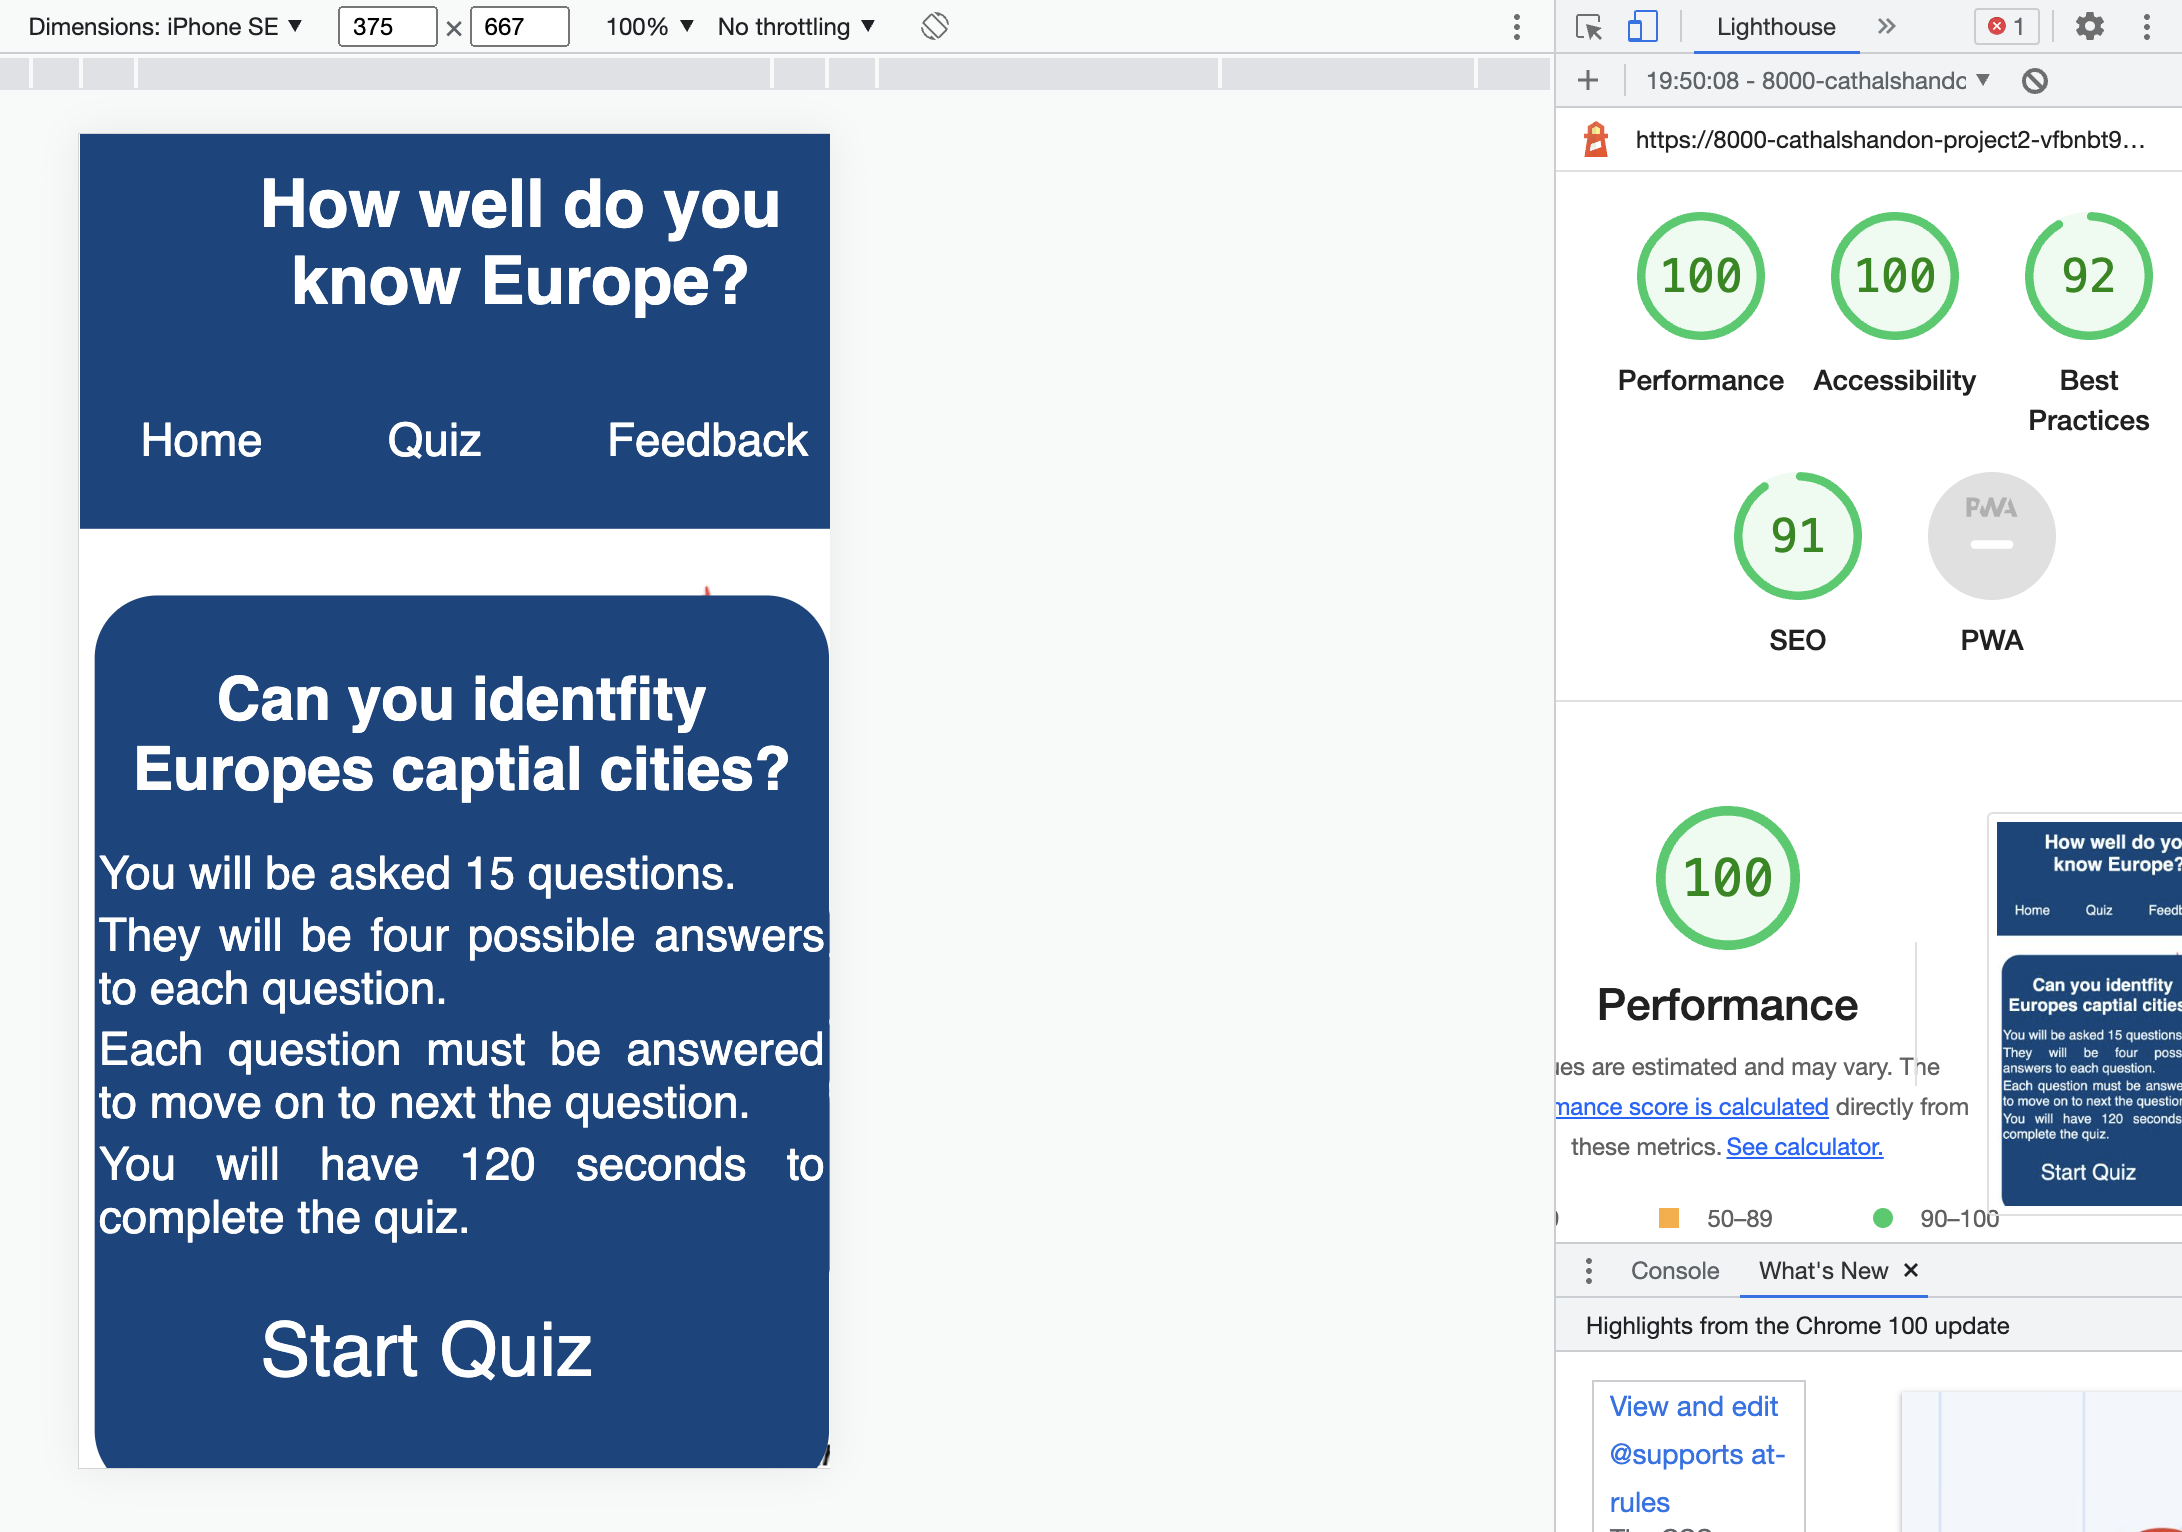 Dimensions: iPhone SE ▼ 375 × 667 100% ▼ No throttling ▼
How well do you
know Europe?
Home Quiz Feedback
Can you identfity
Europes captial cities?
You will be asked 15 questions.
They will be four possible answers
to each question.
Each question must be answered
to move on to next the question.
You will have 120 seconds to
complete the quiz.
Start Quiz
Lighthouse » 1
19:50:08 - 8000-cathalshandc ▼
https://8000-cathalshandon-project2-vfbnbt9...
100 100 92
Performance Accessibility Best
Practices
91 PWA
SEO PWA
100
Performance
ues are estimated and may vary. The
mance score is calculated directly from
these metrics. See calculator.
50–89 90–100
How well do yo
know Europe?
Home Quiz Feedb
Can you identfity
Europes captial cities
You will be asked 15 questions
They will be four poss
answers to each question.
Each question must be answe
to move on to next the question
You will have 120 seconds
complete the quiz.
Start Quiz
Console What's New ×
Highlights from the Chrome 100 update
View and edit
@supports at-
rules